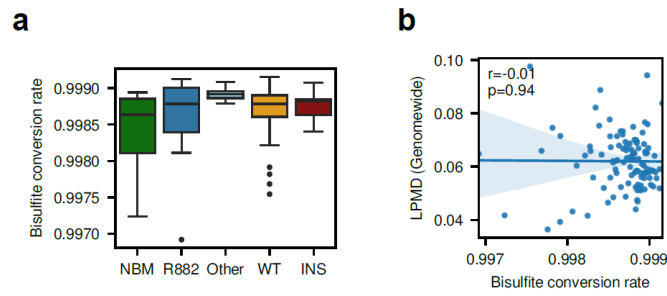 a
Bisulfite conversion rate
0.9990
0.9985
0.9980
0.9975
0.9970
NBM R882 Other WT INS
b
LPMD (Genomewide)
0.10
0.08
0.06
0.04
r=-0.01
p=0.94
0.997 0.998 0.999
Bisulfite conversion rate